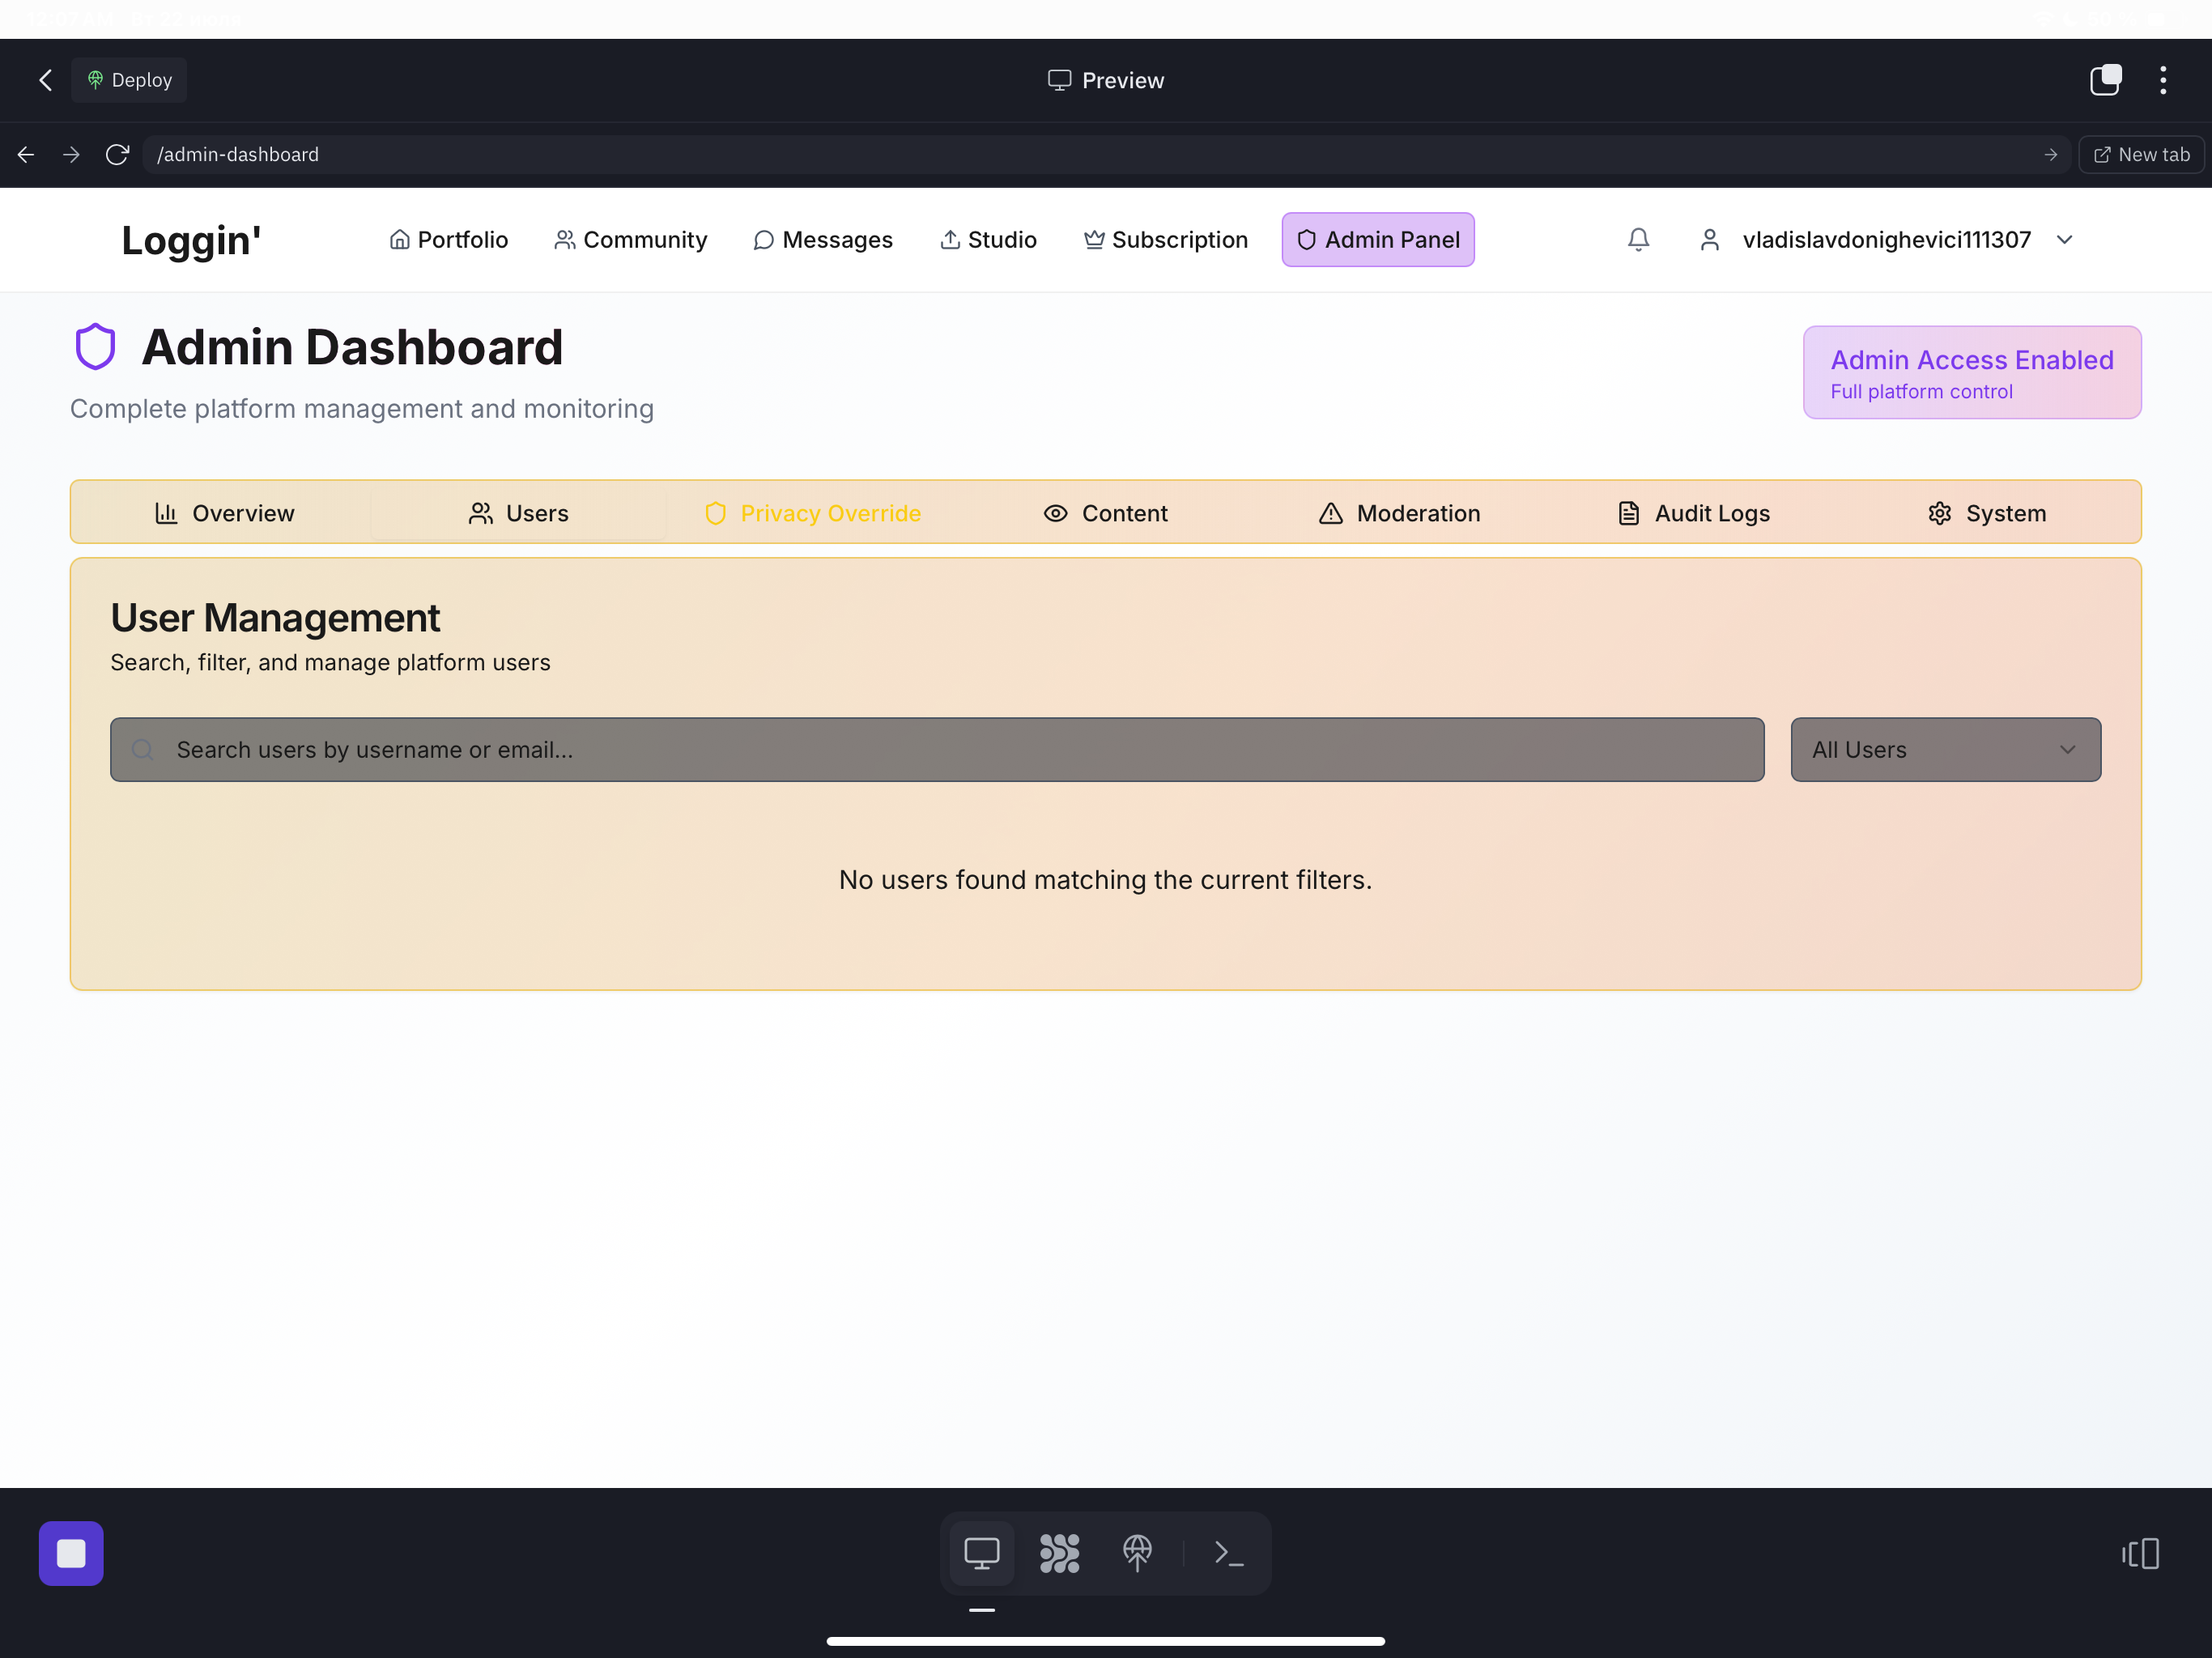 Deploy
Preview
/admin-dashboard
New tab
Loggin'
Portfolio
Community
Messages
Studio
Subscription
Admin Panel
vladislavdonighevici111307
Admin Dashboard
Complete platform management and monitoring
Admin Access Enabled
Full platform control
Overview
Users
Privacy Override
Content
Moderation
Audit Logs
System
User Management
Search, filter, and manage platform users
Search users by username or email...
All Users
No users found matching the current filters.